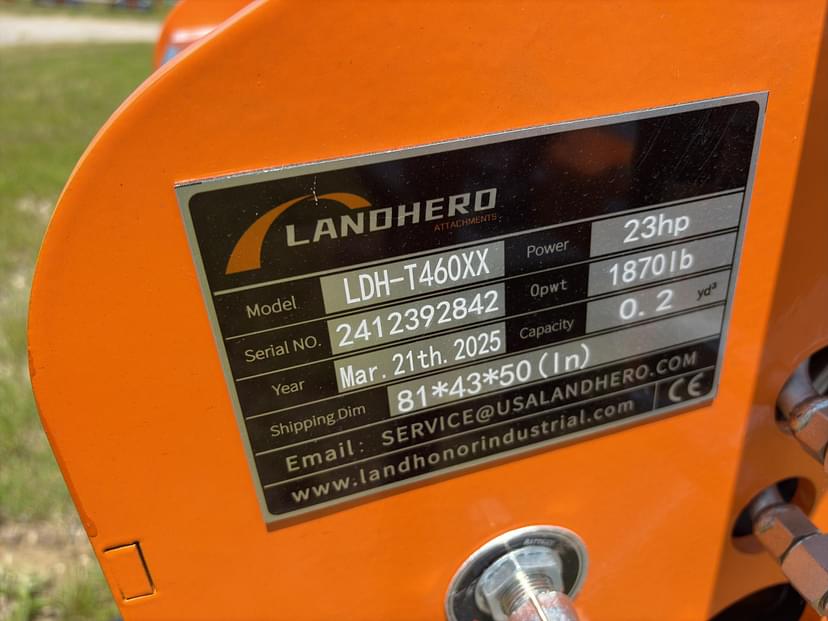 LANDHERO
ATTACHMENTS
Model LDH-T460XX Power 23hp
Serial NO. 2412392842 Opwt 1870lb
Year Mar.21th.2025 Capacity 0.2 yd³
Shipping Dim 81*43*50(In)
Email: SERVICE@USALANDHERO.COM
www.landhonorindustrial.com CE